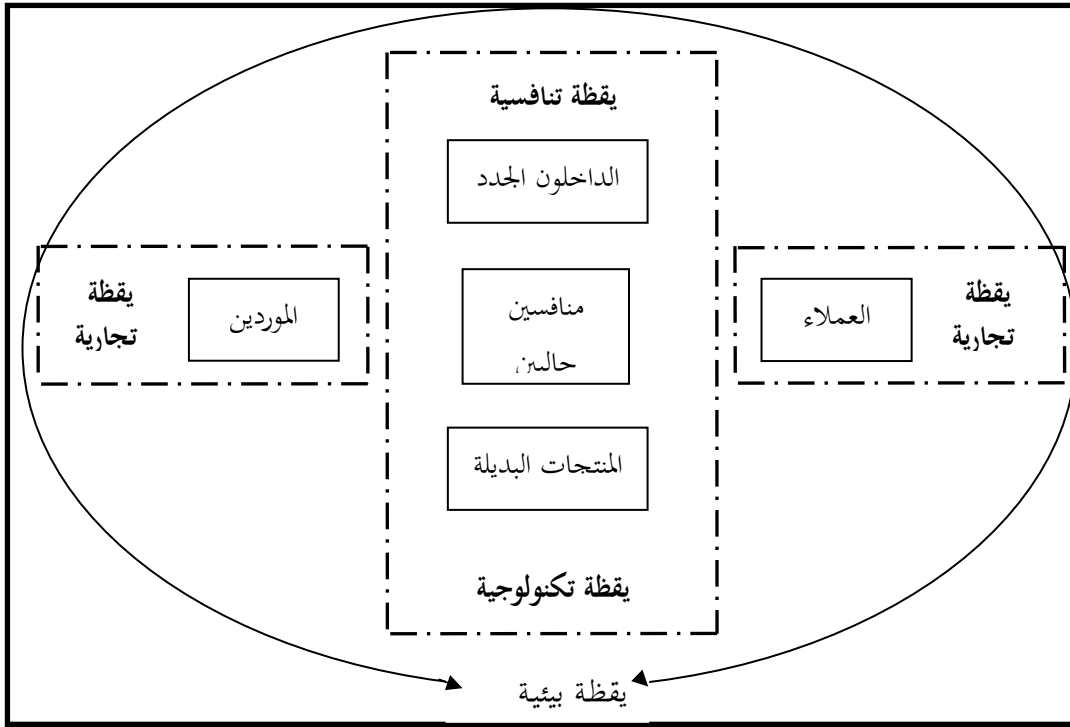 يقظة تنافسية
الداخلون الجدد
يقظة
تجارية
العملاء
منافسين
حاليين
الموردين
يقظة
تجارية
المنتجات البديلة
يقظة تكنولوجية
يقظة بيئية